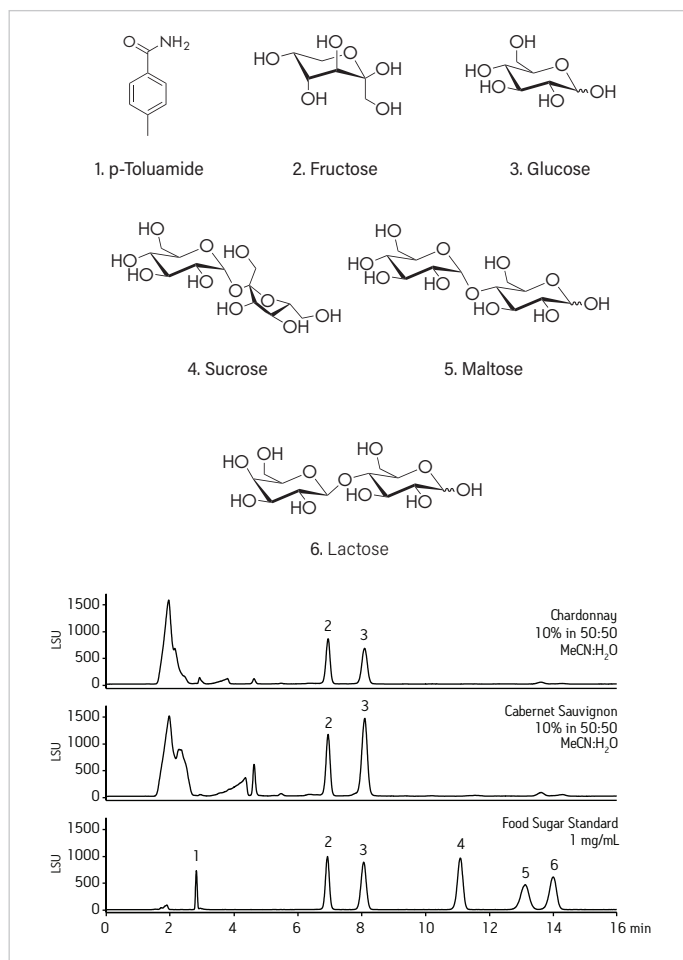 O
NH2
1. p-Toluamide
OH
HO
O
OH
OH
OH
2. Fructose
HO
HO
HO
O
HO
OH
3. Glucose
HO
HO
HO
O
HO
HO
O
O
HO
OH
OH
4. Sucrose
HO
HO
HO
O
HO
O
HO
HO
O
HO
OH
5. Maltose
HO
OH
HO
O
HO
O
HO
HO
O
HO
OH
6. Lactose
1500
1000
500
0
LSU
2
3
Chardonnay
10% in 50:50
MeCN:H2O
1500
1000
500
0
LSU
2
3
Cabernet Sauvignon
10% in 50:50
MeCN:H2O
1500
1000
500
0
LSU
1
2
3
4
5
6
Food Sugar Standard
1 mg/mL
0 2 4 6 8 10 12 14 16 min